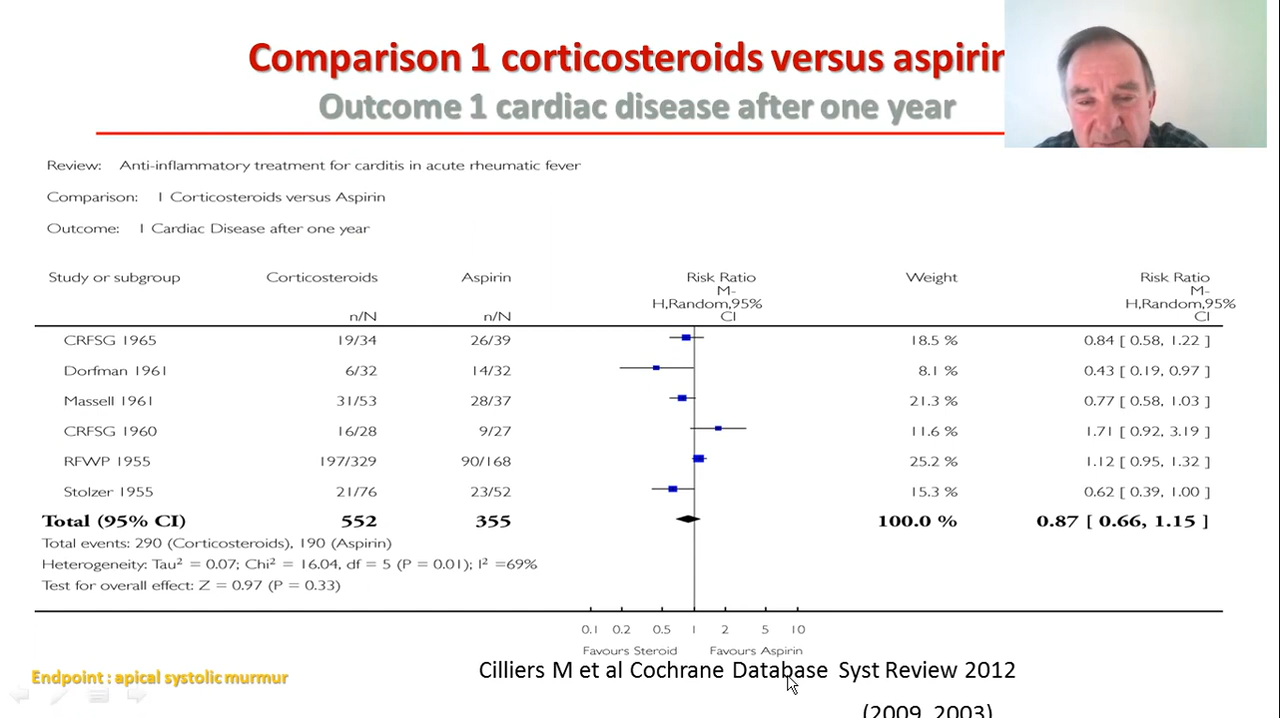 Comparison 1 corticosteroids versus aspirin
Outcome 1 cardiac disease after one year
Review: Anti-inflammatory treatment for carditis in acute rheumatic fever
Comparison: 1 Corticosteroids versus Aspirin
Outcome: 1 Cardiac Disease after one year
Study or subgroup Corticosteroids Aspirin Risk Ratio Weight Risk Ratio
M- M-
H,Random,95% H,Random,95%
n/N n/N CI CI
CRFSG 1965 19/34 26/39 18.5 % 0.84 [ 0.58, 1.22 ]
Dorfman 1961 6/32 14/32 8.1 % 0.43 [ 0.19, 0.97 ]
Massell 1961 31/53 28/37 21.3 % 0.77 [ 0.58, 1.03 ]
CRFSG 1960 16/28 9/27 11.6 % 1.71 [ 0.92, 3.19 ]
RFWP 1955 197/329 90/168 25.2 % 1.12 [ 0.95, 1.32 ]
Stolzer 1955 21/76 23/52 15.3 % 0.62 [ 0.39, 1.00 ]
Total (95% CI) 552 355 100.0 % 0.87 [ 0.66, 1.15 ]
Total events: 290 (Corticosteroids), 190 (Aspirin)
Heterogeneity: Tau² = 0.07; Chi² = 16.04, df = 5 (P = 0.01); I² =69%
Test for overall effect: Z = 0.97 (P = 0.33)
0.1 0.2 0.5 1 2 5 10
Favours Steroid Favours Aspirin
Cilliers M et al Cochrane Database Syst Review 2012
Endpoint : apical systolic murmur
(2009, 2003)